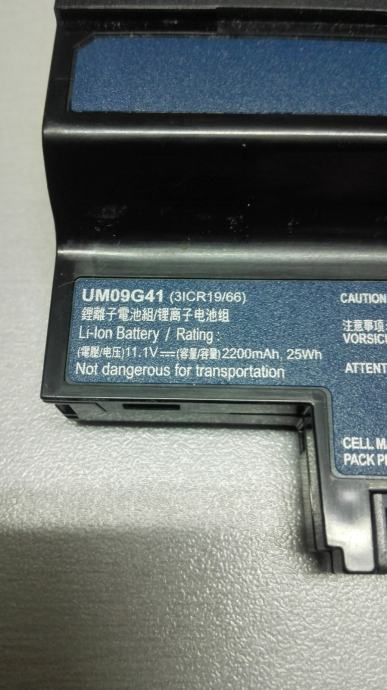 UM09G41 (3ICR19/66)
鋰離子電池組/锂离子电池组
Li-Ion Battery / Rating :
(電壓/电压)11.1V⎓(容量/容量)2200mAh, 25Wh
Not dangerous for transportation
CAUTION
注意事項
VORSIC
ATTENT
CELL MA
PACK P